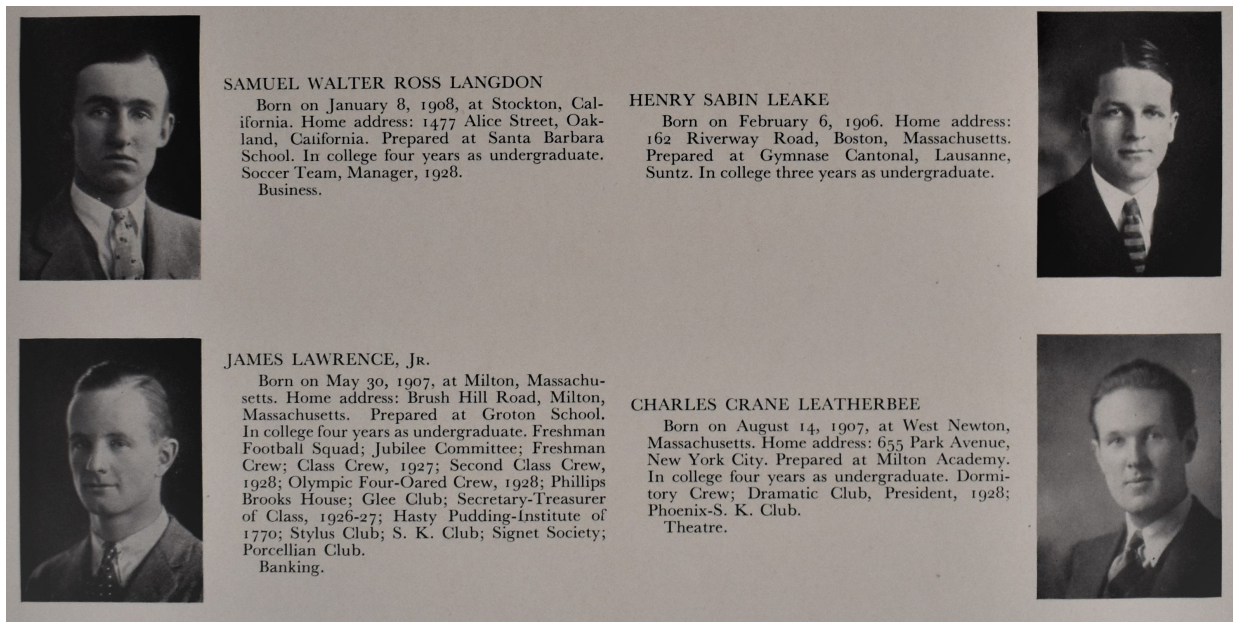 SAMUEL WALTER ROSS LANGDON
Born on January 8, 1908, at Stockton, Cal-
ifornia. Home address: 1477 Alice Street, Oak-
land, California. Prepared at Santa Barbara
School. In college four years as undergraduate.
Soccer Team, Manager, 1928.
Business.
JAMES LAWRENCE, JR.
Born on May 30, 1907, at Milton, Massachu-
setts. Home address: Brush Hill Road, Milton,
Massachusetts. Prepared at Groton School.
In college four years as undergraduate. Freshman
Football Squad; Jubilee Committee; Freshman
Crew; Class Crew, 1927; Second Class Crew,
1928; Olympic Four-Oared Crew, 1928; Phillips
Brooks House; Glee Club; Secretary-Treasurer
of Class, 1926-27; Hasty Pudding-Institute of
1770; Stylus Club; S. K. Club; Signet Society;
Porcellian Club.
Banking.
HENRY SABIN LEAKE
Born on February 6, 1906. Home address:
162 Riverway Road, Boston, Massachusetts.
Prepared at Gymnase Cantonal, Lausanne,
Suntz. In college three years as undergraduate.
CHARLES CRANE LEATHERBEE
Born on August 14, 1907, at West Newton,
Massachusetts. Home address: 655 Park Avenue,
New York City. Prepared at Milton Academy.
In college four years as undergraduate. Dormi-
tory Crew; Dramatic Club, President, 1928;
Phoenix-S. K. Club.
Theatre.